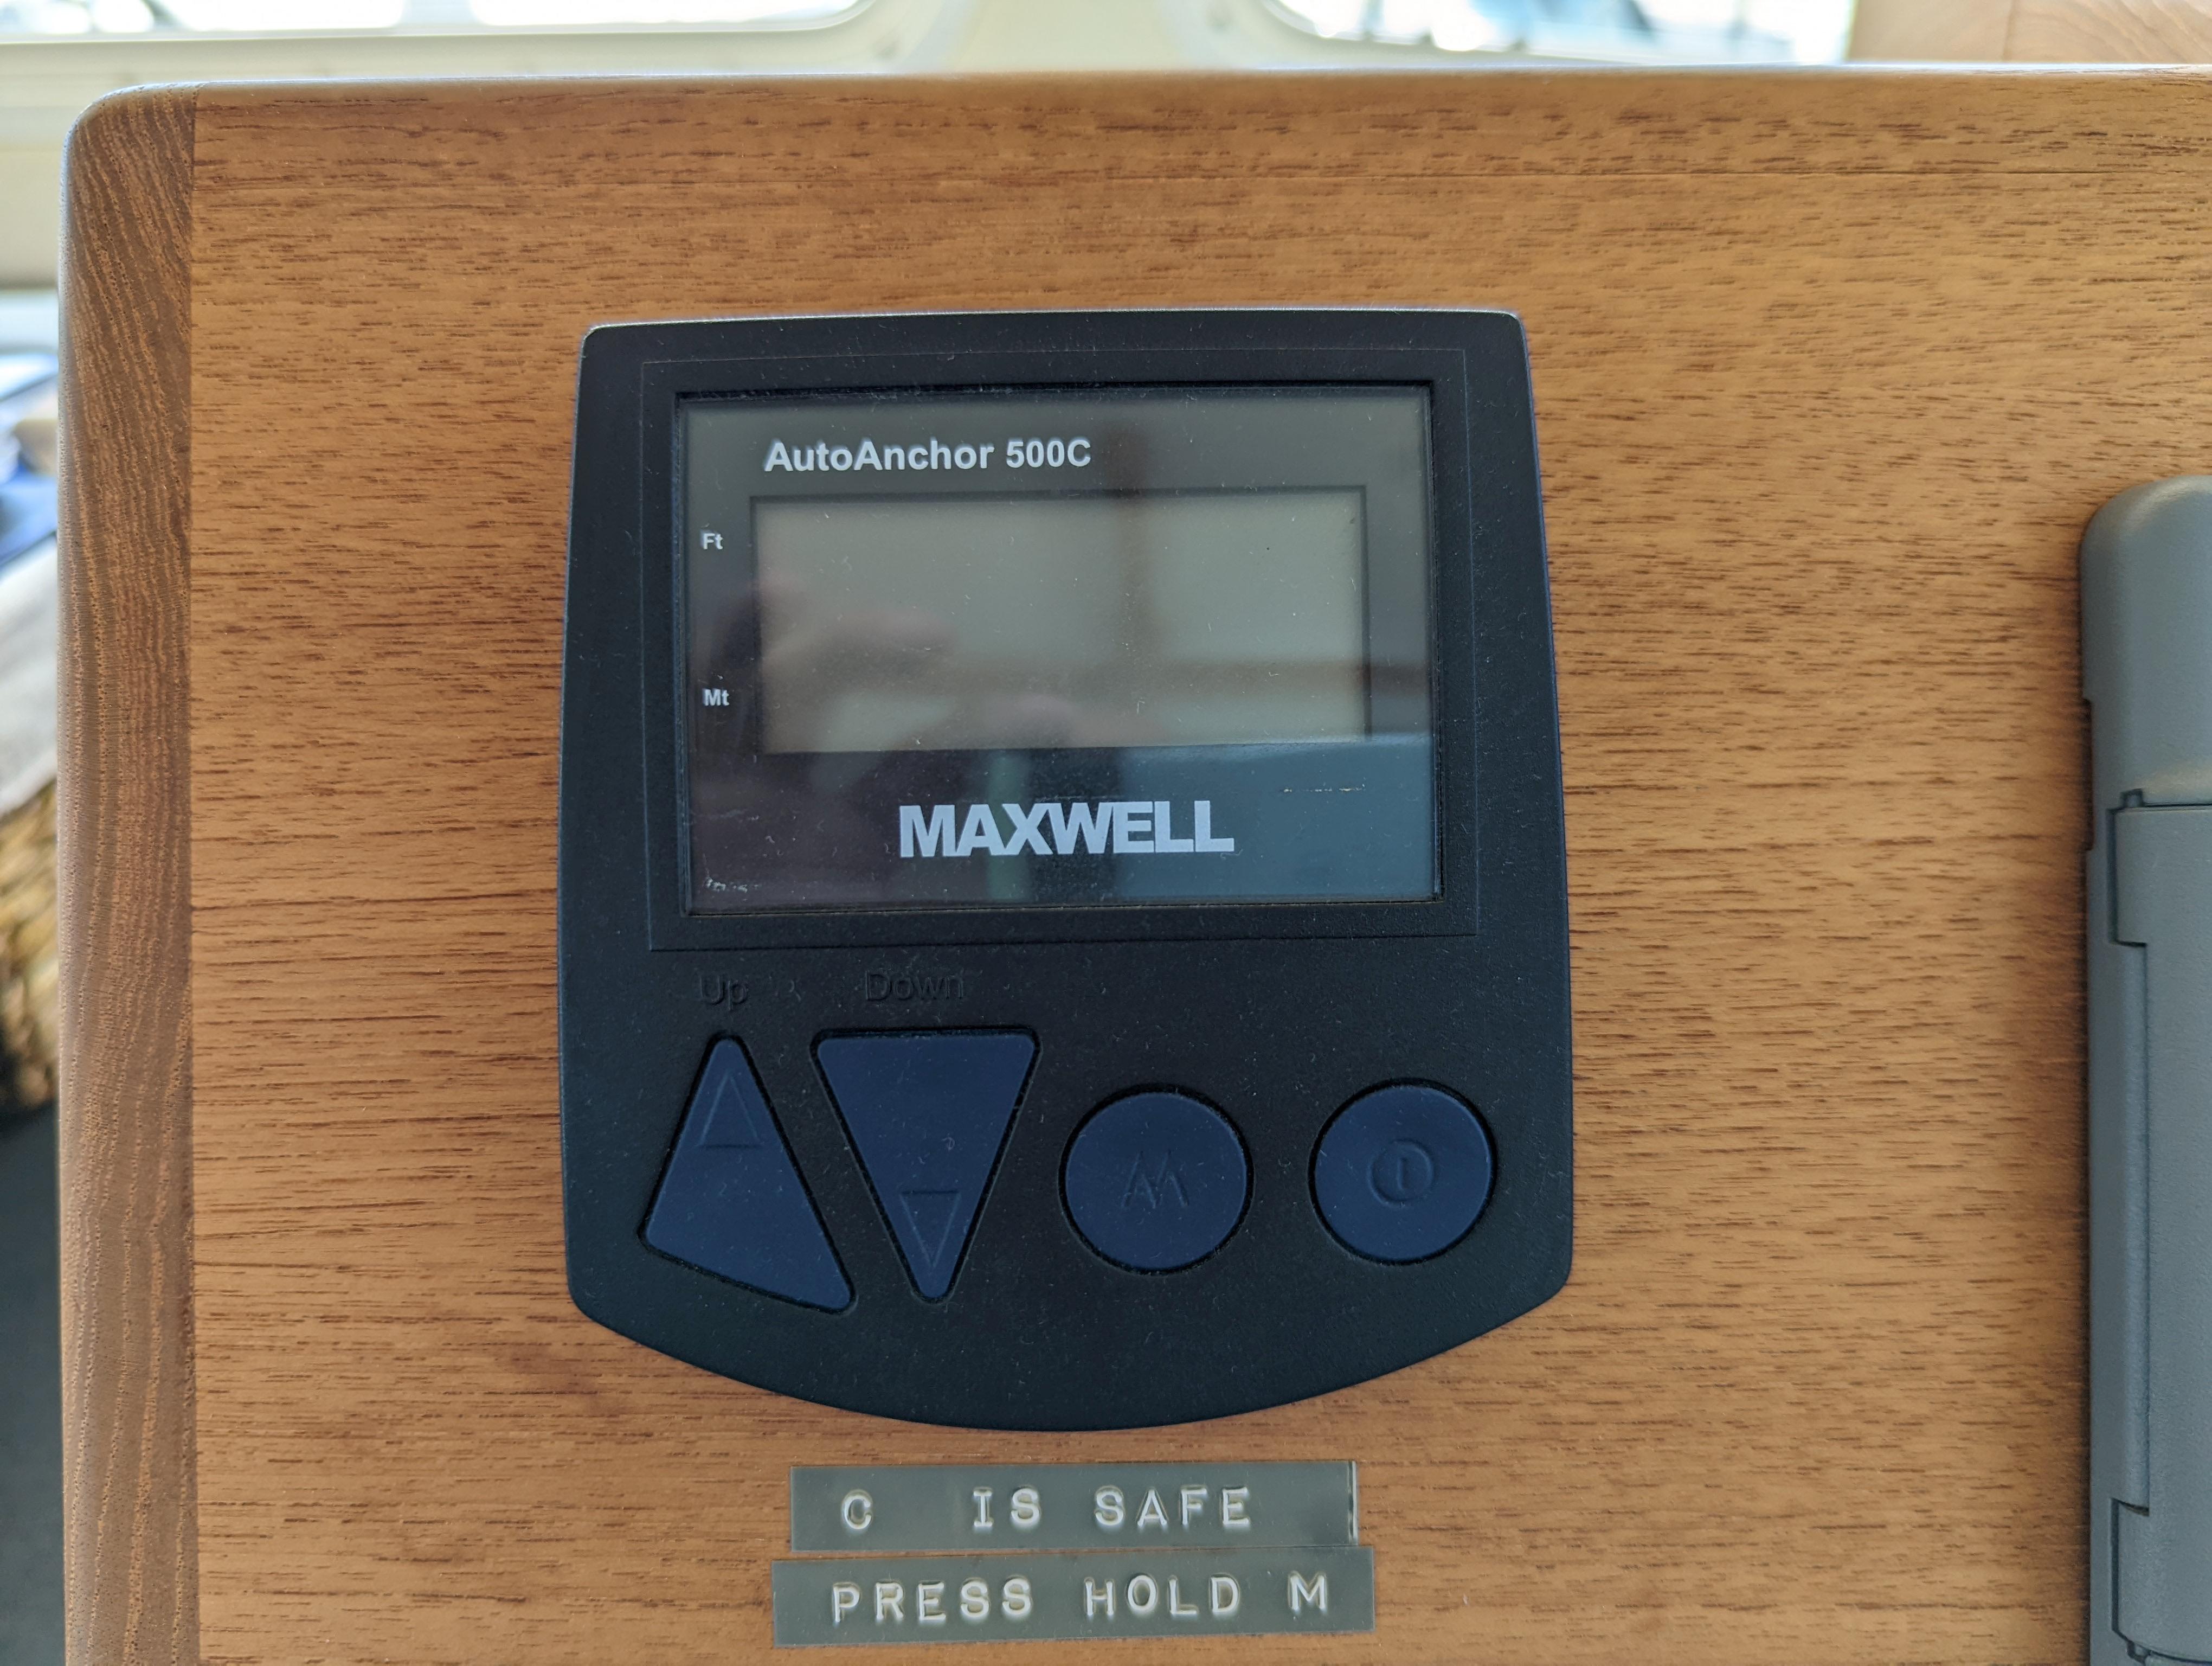 AutoAnchor 500C
Ft
Mt
MAXWELL
Up Down
M
C IS SAFE
PRESS HOLD M